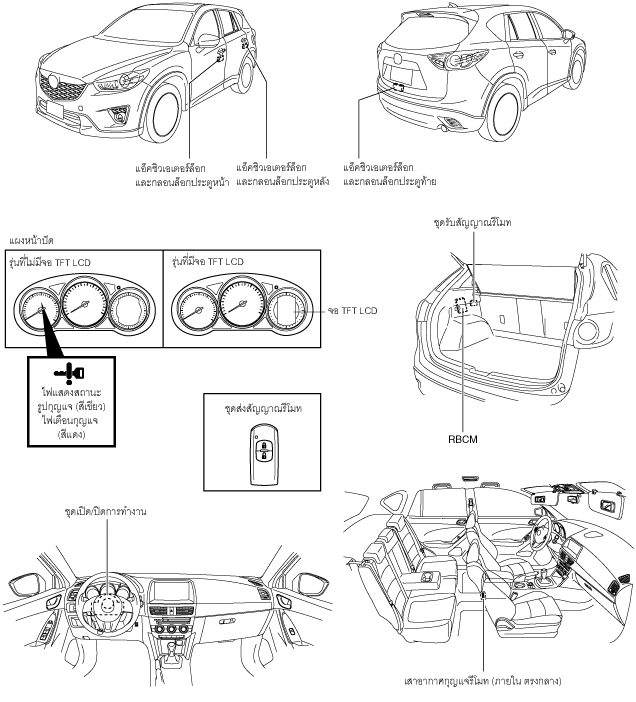 แอ็คชิวเอเตอร์ล็อก
และกลอนล็อกประตูหน้า
แอ็คชิวเอเตอร์ล็อก
และกลอนล็อกประตูหลัง
แอ็คชิวเอเตอร์ล็อก
และกลอนล็อกประตูท้าย
ชุดรับสัญญาณรีโมท
แผงหน้าปัด
รุ่นที่ไม่มีจอ TFT LCD
รุ่นที่มีจอ TFT LCD
จอ TFT LCD
ไฟแสดงสถานะ
รูปกุญแจ (สีเขียว)
ไฟเตือนกุญแจ
(สีแดง)
ชุดส่งสัญญาณรีโมท
RBCM
ชุดเปิด/ปิดการทำงาน
เสาอากาศกุญแจรีโมท (ภายใน ตรงกลาง)